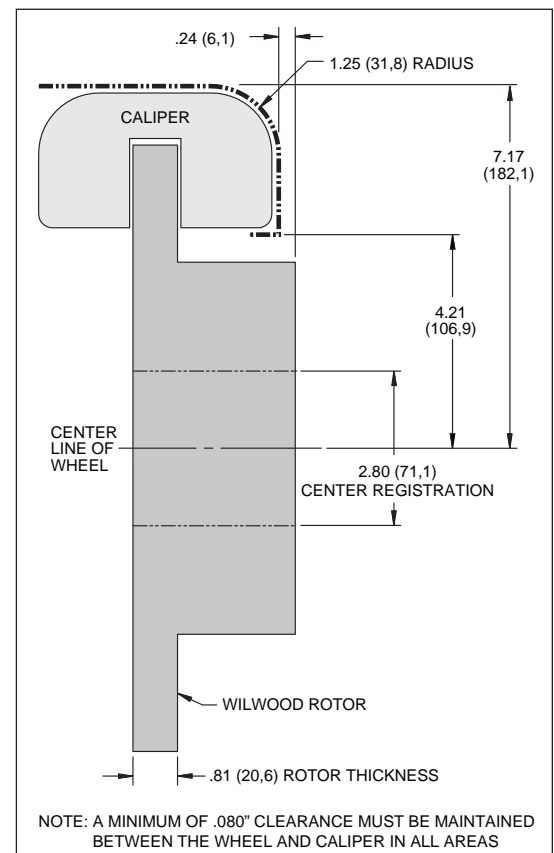 .24 (6,1)
1.25 (31,8) RADIUS
CALIPER
7.17
(182,1)
4.21
(106,9)
CENTER
LINE OF
WHEEL
2.80 (71,1)
CENTER REGISTRATION
WILWOOD ROTOR
.81 (20,6) ROTOR THICKNESS
NOTE: A MINIMUM OF .080" CLEARANCE MUST BE MAINTAINED
BETWEEN THE WHEEL AND CALIPER IN ALL AREAS